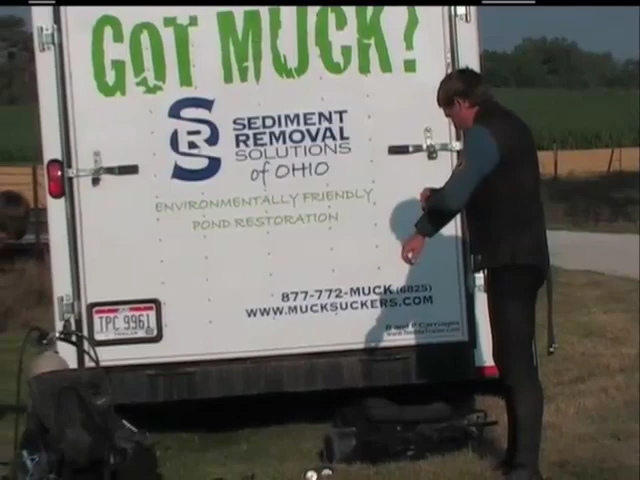 GOT MUCK?
SRS
SEDIMENT
REMOVAL
SOLUTIONS
of OHIO
ENVIRONMENTALLY FRIENDLY
POND RESTORATION
877-772-MUCK (6825)
WWW.MUCKSUCKERS.COM
TPC 9961